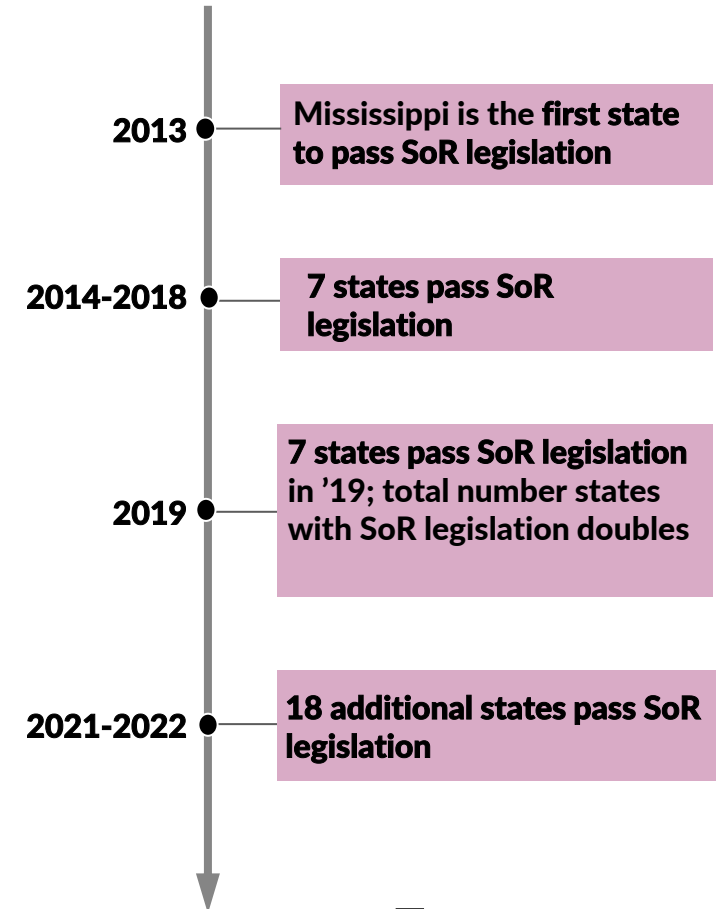 2013
Mississippi is the first state
to pass SoR legislation
2014-2018
7 states pass SoR
legislation
2019
7 states pass SoR legislation
in ’19; total number states
with SoR legislation doubles
2021-2022
18 additional states pass SoR
legislation